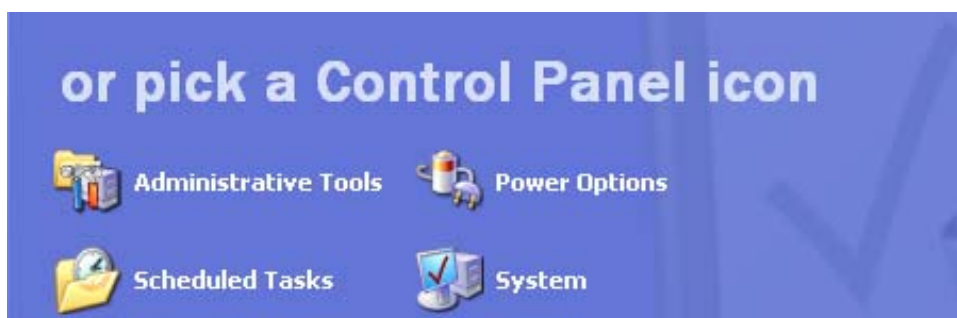 or pick a Control Panel icon
Administrative Tools
Power Options
Scheduled Tasks
System